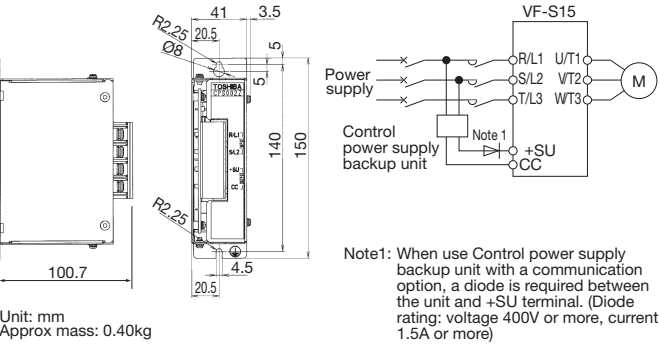 41
3.5
R2.25
20.5
Ø8
5
5
TOSHIBA
CPS002Z
R/L1
S/L2
+SU
CC
140
150
R2.25
100.7
4.5
20.5
Unit: mm
Approx mass: 0.40kg
VF-S15
R/L1 U/T1
Power
supply
S/L2 V/T2
M
T/L3 W/T3
Control
power supply
backup unit
Note 1
+SU
CC
Note1: When use Control power supply
backup unit with a communication
option, a diode is required between
the unit and +SU terminal. (Diode
rating: voltage 400V or more, current
1.5A or more)